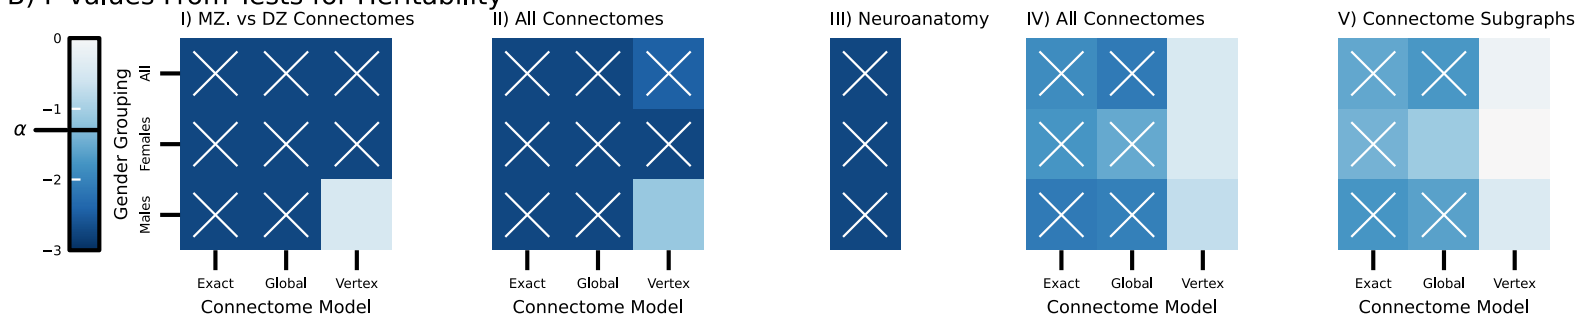 B) P-Values From Tests for Heritability
I) MZ. vs DZ Connectomes
II) All Connectomes
III) Neuroanatomy
IV) All Connectomes
V) Connectome Subgraphs
0
−1
α
−2
−3
Gender Grouping
All
Females
Males
Exact Global Vertex
Connectome Model
Exact Global Vertex
Connectome Model
Exact Global Vertex
Connectome Model
Exact Global Vertex
Connectome Model